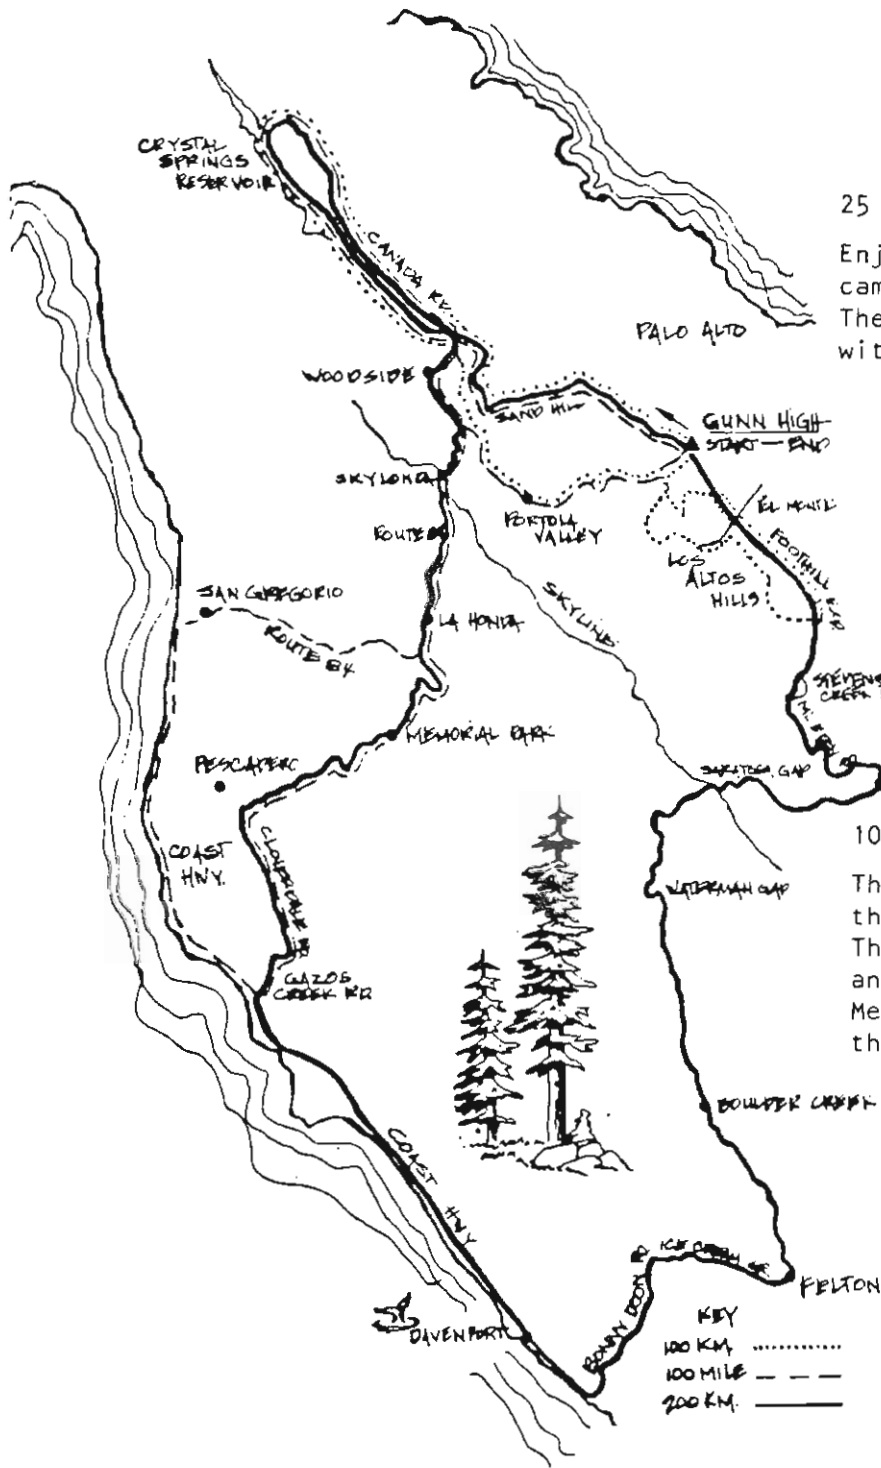 CRYSTAL
SPRINGS
RESERVOIR
CANADA RD.
25
Enj
cam
The
wit
PALO ALTO
WOODSIDE
SAND HILL
GUNN HIGH
START — END
SKYLONDA
PORTOLA
VALLEY
EL MONTE
ROUTE 84
LOS
ALTOS
HILLS
FOOTHILL EXP
SAN GREGORIO
ROUTE 84
LA HONDA
SKYLINE
STEVENS
CREEK
MEMORIAL PARK
PESCADERO
SARATOGA GAP
COAST
HWY.
CLOVERDALE RD
10
Th
th
Th
an
Me
th
WATERMAN GAP
GAZOS
CREEK RD
BOULDER CREEK
COAST HWY
BONNY DOON RD
ICE CREAM
FELTON
DAVENPORT
KEY
100 KM
100 MILE
200 KM.